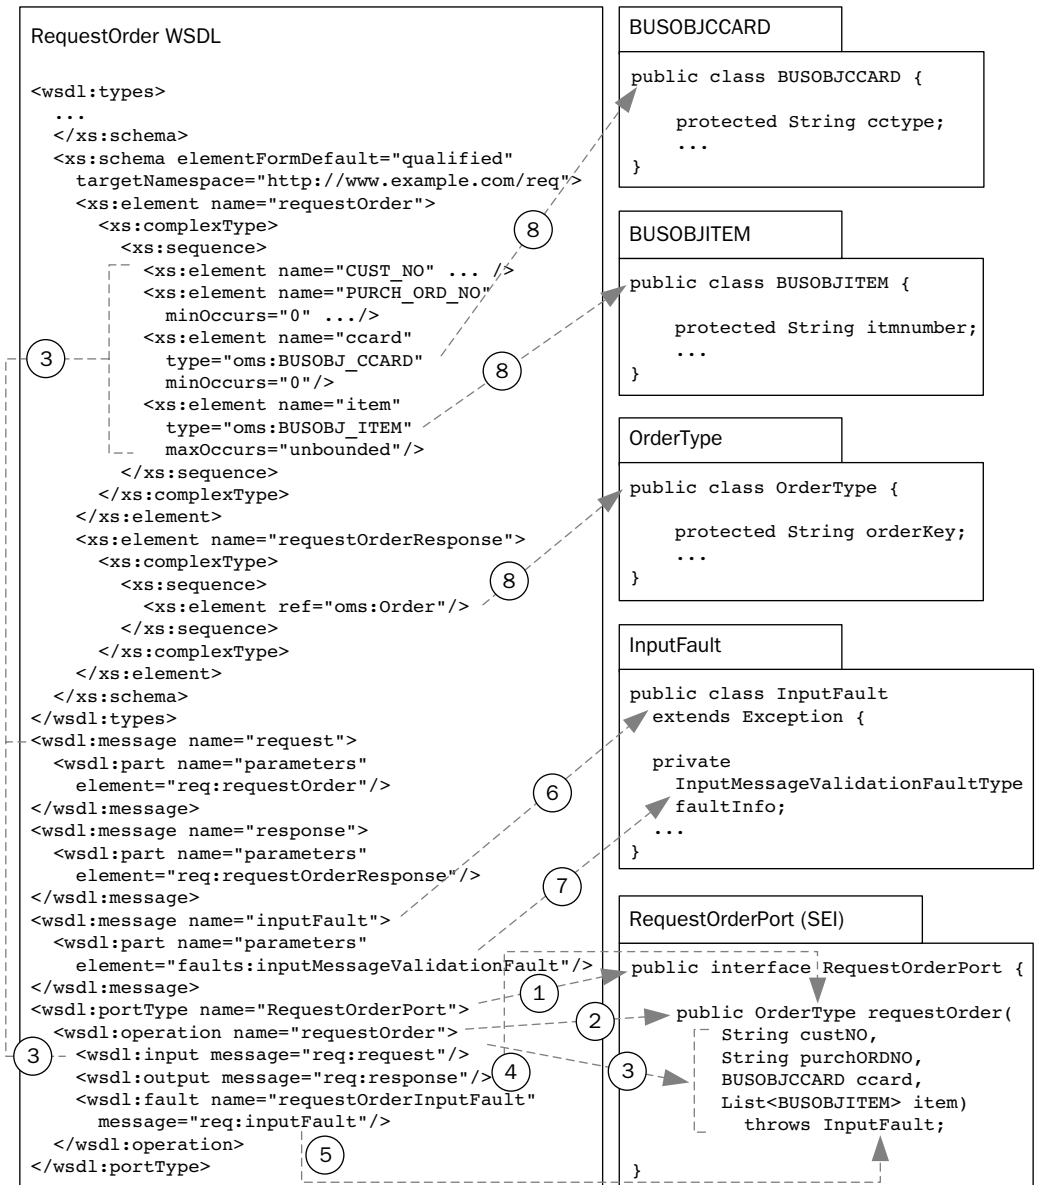 RequestOrder WSDL
<wsdl:types>
...
</xs:schema>
<xs:schema elementFormDefault="qualified"
targetNamespace="http://www.example.com/req">
<xs:element name="requestOrder">
<xs:complexType>
<xs:sequence>
<xs:element name="CUST_NO" ... />
<xs:element name="PURCH_ORD_NO"
minOccurs="0" .../>
<xs:element name="ccard"
type="oms:BUSOBJ_CCARD"
minOccurs="0"/>
<xs:element name="item"
type="oms:BUSOBJ_ITEM"
maxOccurs="unbounded"/>
</xs:sequence>
</xs:complexType>
</xs:element>
<xs:element name="requestOrderResponse">
<xs:complexType>
<xs:sequence>
<xs:element ref="oms:Order"/>
</xs:sequence>
</xs:complexType>
</xs:element>
</xs:schema>
</wsdl:types>
<wsdl:message name="request">
<wsdl:part name="parameters"
element="req:requestOrder"/>
</wsdl:message>
<wsdl:message name="response">
<wsdl:part name="parameters"
element="req:requestOrderResponse"/>
</wsdl:message>
<wsdl:message name="inputFault">
<wsdl:part name="parameters"
element="faults:inputMessageValidationFault"/>
</wsdl:message>
<wsdl:portType name="RequestOrderPort">
<wsdl:operation name="requestOrder">
<wsdl:input message="req:request"/>
<wsdl:output message="req:response"/>
<wsdl:fault name="requestOrderInputFault"
message="req:inputFault"/>
</wsdl:operation>
</wsdl:portType>
3
3
8
8
8
6
7
1
2
4
3
5
BUSOBJCCARD
public class BUSOBJCCARD {
protected String cctype;
...
}
BUSOBJITEM
public class BUSOBJITEM {
protected String itmnumber;
...
}
OrderType
public class OrderType {
protected String orderKey;
...
}
InputFault
public class InputFault
extends Exception {
private
InputMessageValidationFaultType
faultInfo;
...
}
RequestOrderPort (SEI)
public interface RequestOrderPort {
public OrderType requestOrder(
String custNO,
String purchORDNO,
BUSOBJCCARD ccard,
List<BUSOBJITEM> item)
throws InputFault;
}